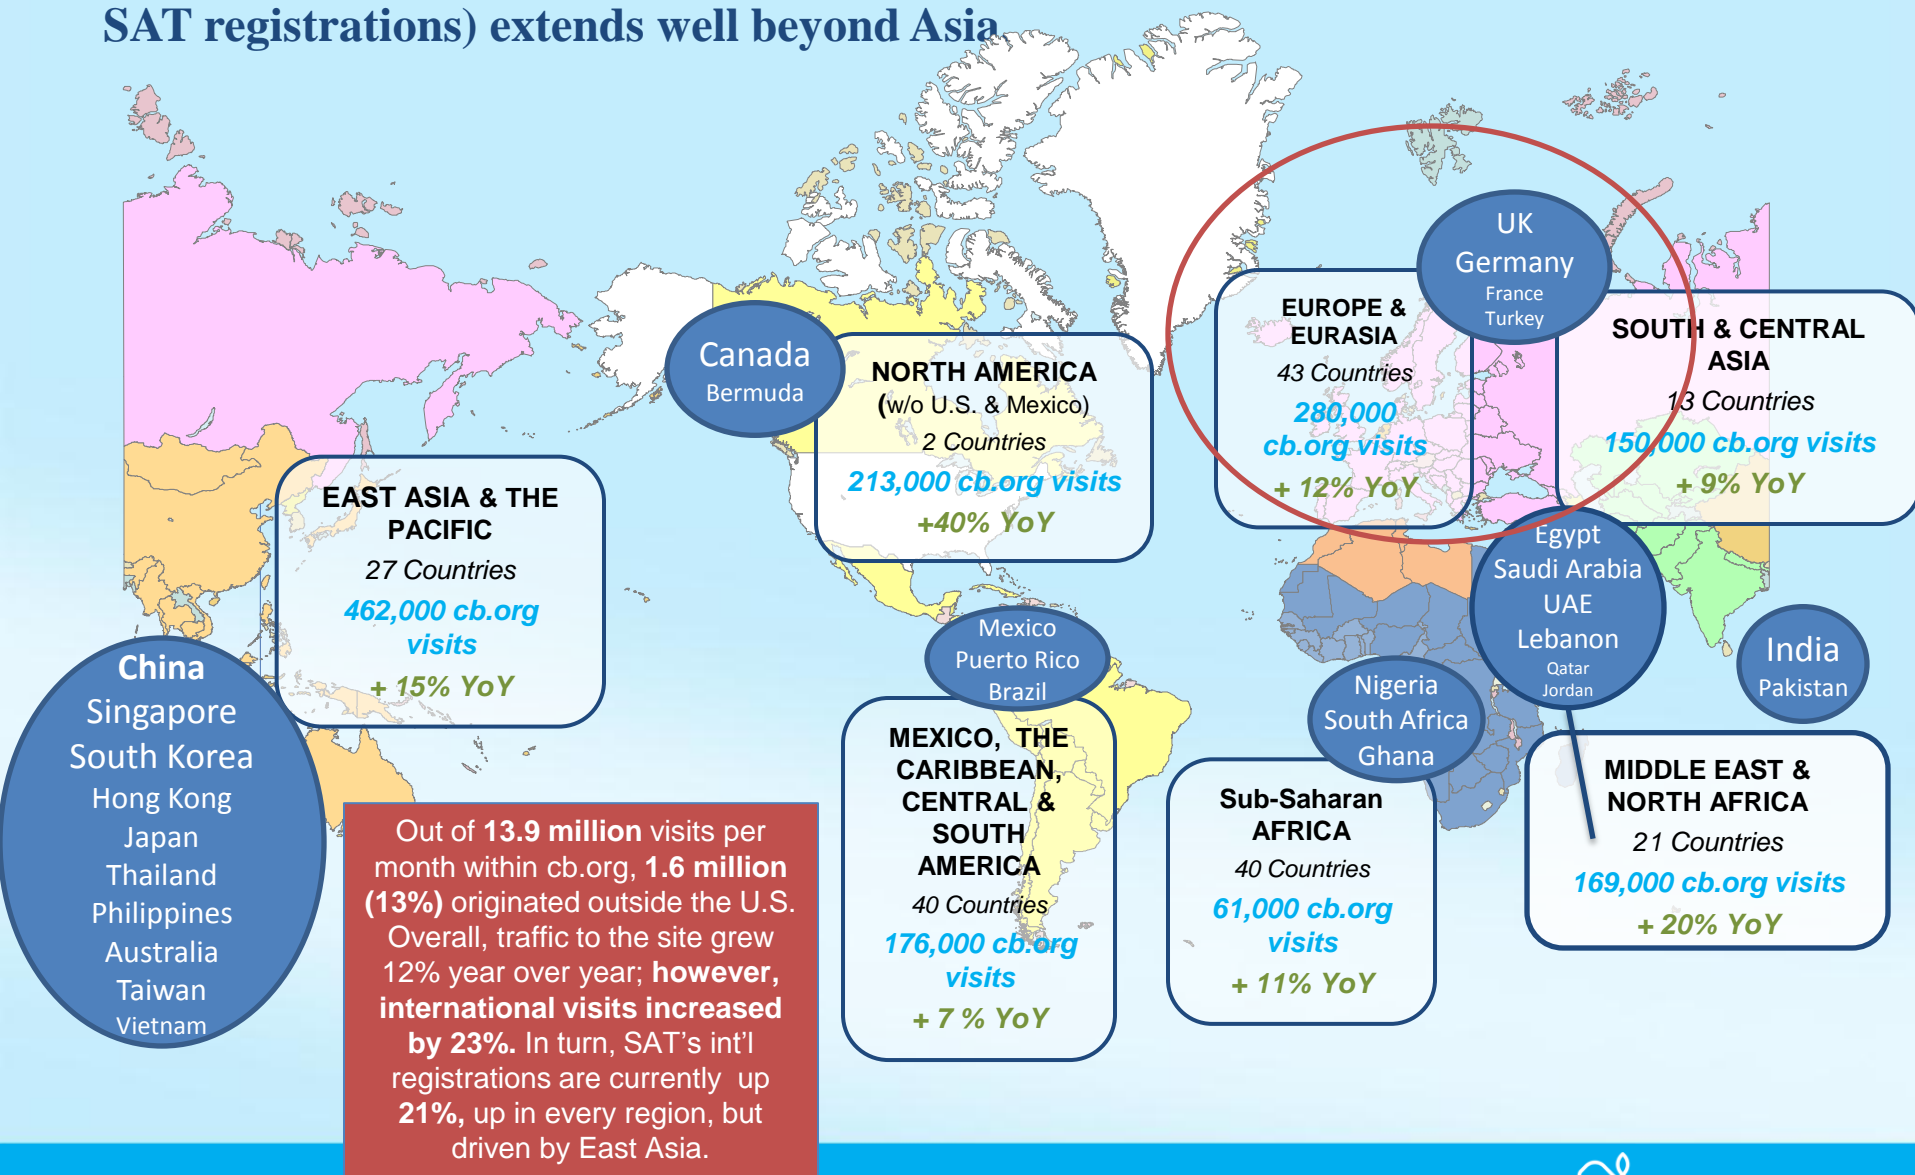 SAT registrations) extends well beyond Asia
UK
Germany
France
Turkey
EUROPE &
EURASIA
43 Countries
280,000
cb.org visits
+ 12% YoY
SOUTH & CENTRAL
ASIA
13 Countries
150,000 cb.org visits
+ 9% YoY
Canada
Bermuda
NORTH AMERICA
(w/o U.S. & Mexico)
2 Countries
213,000 cb.org visits
+40% YoY
EAST ASIA & THE
PACIFIC
27 Countries
462,000 cb.org
visits
+ 15% YoY
China
Singapore
South Korea
Hong Kong
Japan
Thailand
Philippines
Australia
Taiwan
Vietnam
Egypt
Saudi Arabia
UAE
Lebanon
Qatar
Jordan
India
Pakistan
Mexico
Puerto Rico
Brazil
Nigeria
South Africa
Ghana
MEXICO, THE
CARIBBEAN,
CENTRAL &
SOUTH
AMERICA
40 Countries
176,000 cb.org
visits
+ 7 % YoY
Sub-Saharan
AFRICA
40 Countries
61,000 cb.org
visits
+ 11% YoY
MIDDLE EAST &
NORTH AFRICA
21 Countries
169,000 cb.org visits
+ 20% YoY
Out of 13.9 million visits per
month within cb.org, 1.6 million
(13%) originated outside the U.S.
Overall, traffic to the site grew
12% year over year; however,
international visits increased
by 23%. In turn, SAT's int'l
registrations are currently up
21%, up in every region, but
driven by East Asia.